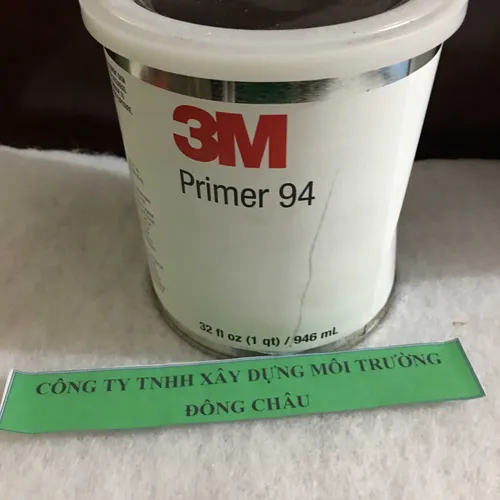 3M
Primer 94
32 fl oz (1 qt) / 946 mL
CÔNG TY TNHH XÂY DỰNG MÔI TRƯỜNG
ĐÔNG CHÂU